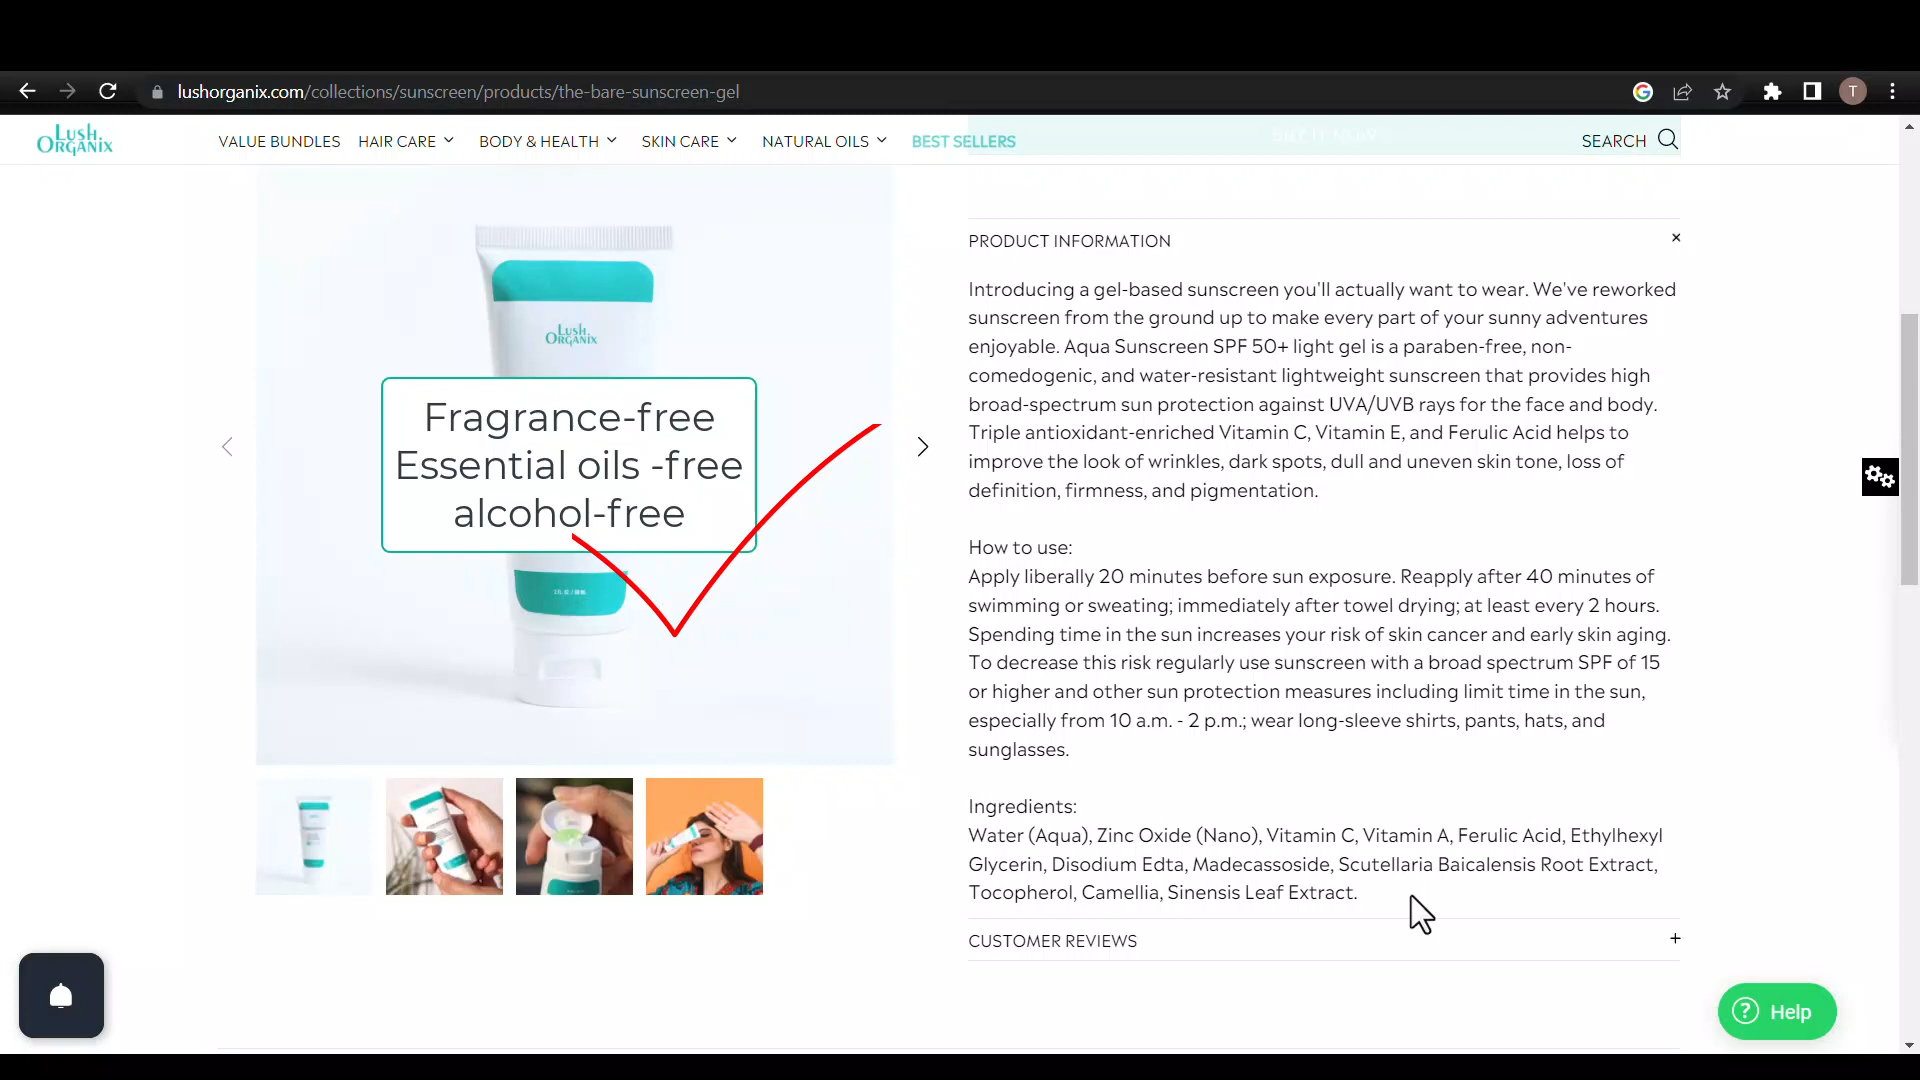 lushorganix.com/collections/sunscreen/products/the-bare-sunscreen-gel
T
Lush Organix
VALUE BUNDLES HAIR CARE BODY & HEALTH SKIN CARE NATURAL OILS BEST SELLERS
BUY IT NOW
SEARCH
Lush Organix
Fragrance-free
Essential oils -free
alcohol-free
PRODUCT INFORMATION
Introducing a gel-based sunscreen you'll actually want to wear. We've reworked
sunscreen from the ground up to make every part of your sunny adventures
enjoyable. Aqua Sunscreen SPF 50+ light gel is a paraben-free, non-
comedogenic, and water-resistant lightweight sunscreen that provides high
broad-spectrum sun protection against UVA/UVB rays for the face and body.
Triple antioxidant-enriched Vitamin C, Vitamin E, and Ferulic Acid helps to
improve the look of wrinkles, dark spots, dull and uneven skin tone, loss of
definition, firmness, and pigmentation.
How to use:
Apply liberally 20 minutes before sun exposure. Reapply after 40 minutes of
swimming or sweating; immediately after towel drying; at least every 2 hours.
Spending time in the sun increases your risk of skin cancer and early skin aging.
To decrease this risk regularly use sunscreen with a broad spectrum SPF of 15
or higher and other sun protection measures including limit time in the sun,
especially from 10 a.m. - 2 p.m.; wear long-sleeve shirts, pants, hats, and
sunglasses.
Ingredients:
Water (Aqua), Zinc Oxide (Nano), Vitamin C, Vitamin A, Ferulic Acid, Ethylhexyl
Glycerin, Disodium Edta, Madecassoside, Scutellaria Baicalensis Root Extract,
Tocopherol, Camellia, Sinensis Leaf Extract.
CUSTOMER REVIEWS
Help